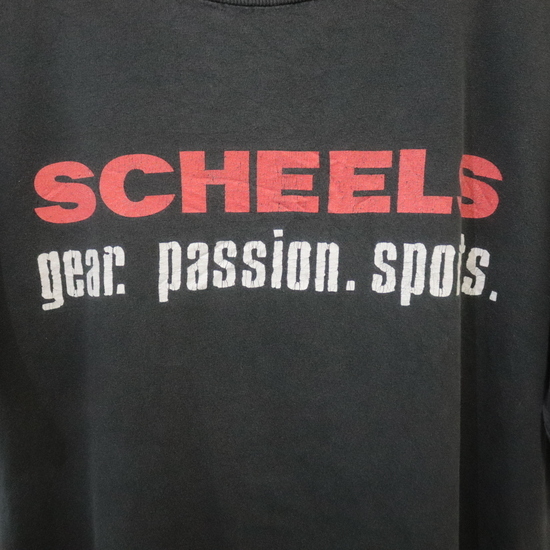 SCHEELS
gear. passion. sports.